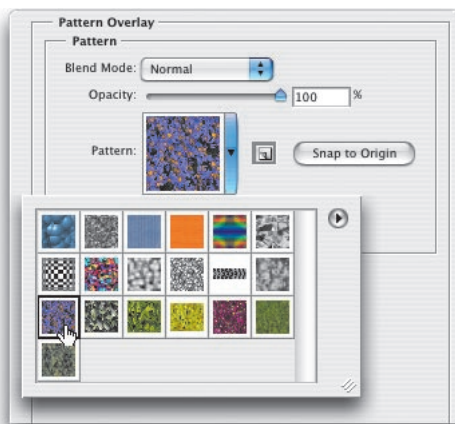 Pattern Overlay
Pattern
Blend Mode: Normal
Opacity: 100 %
Pattern: Snap to Origin